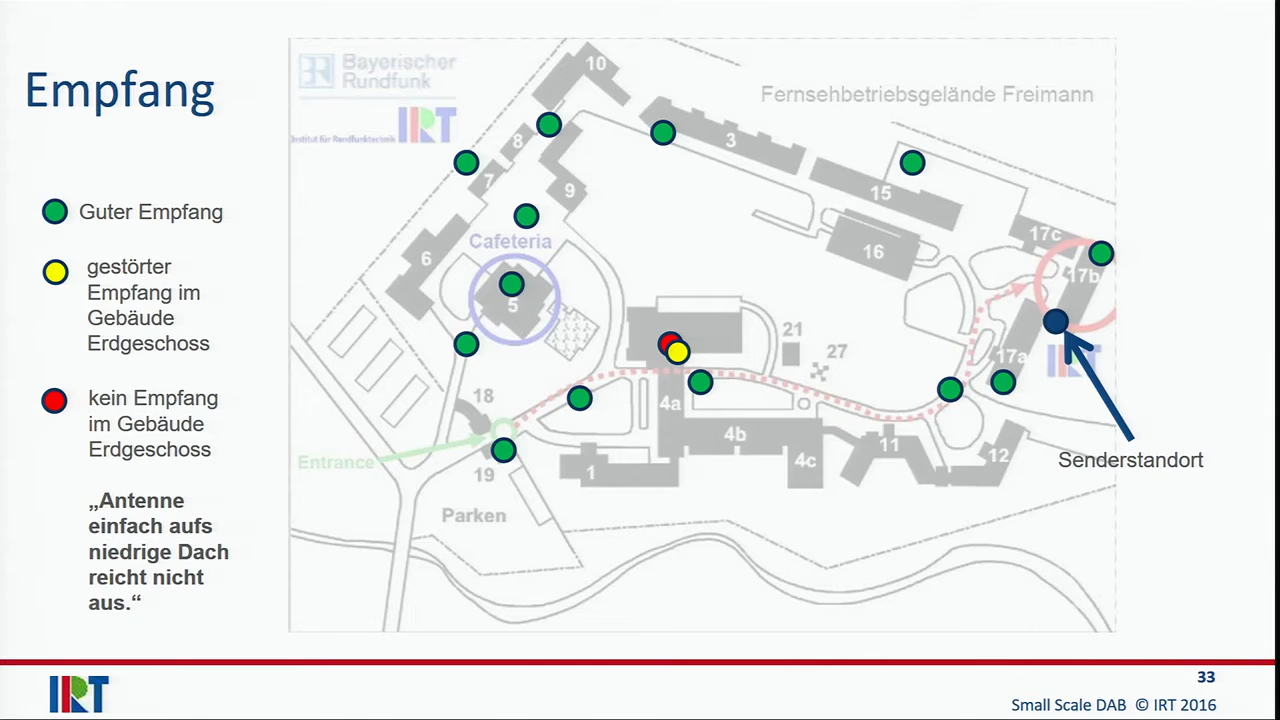 Empfang
Guter Empfang
gestörter
Empfang im
Gebäude
Erdgeschoss
kein Empfang
im Gebäude
Erdgeschoss
„Antenne
einfach aufs
niedrige Dach
reicht nicht
aus.“
Bayerischer
Rundfunk
Institut für Rundfunktechnik
IRT
Fernsehbetriebsgelände Freimann
10
8
3
7
9
15
Cafeteria
6
16
17c
17b
5
21
27
17a
IRT
18
4a
4b
11
Entrance
19
1
4c
12
Senderstandort
Parken
IRT
33
Small Scale DAB © IRT 2016